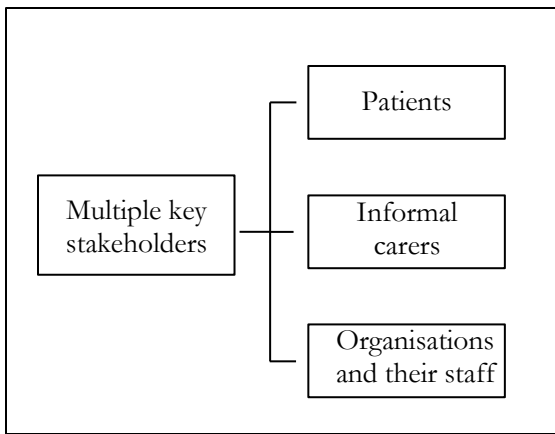 Patients
Multiple key
stakeholders
Informal
carers
Organisations
and their staff